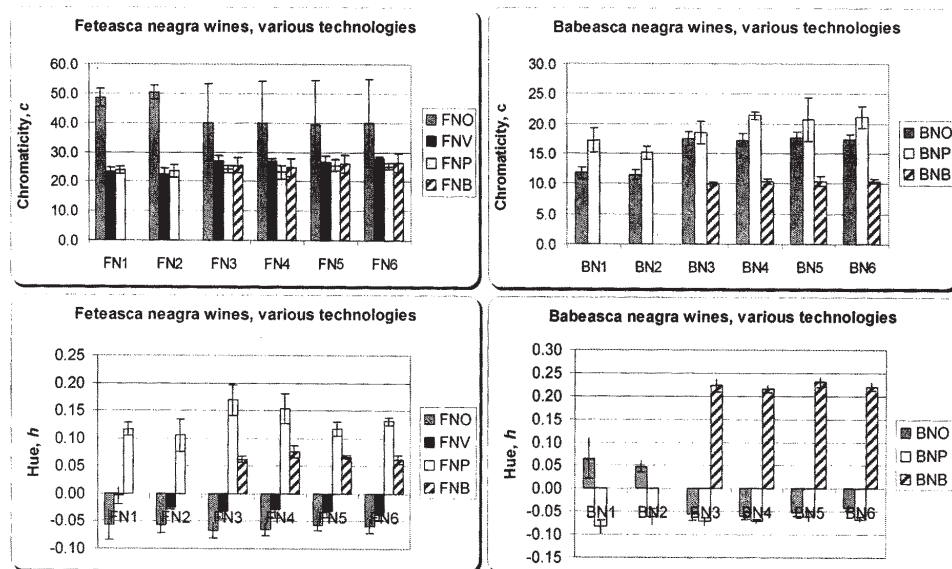 Feteasca neagra wines, various technologies
Chromaticity, c
60.0
50.0
40.0
30.0
20.0
10.0
0.0
FN1 FN2 FN3 FN4 FN5 FN6
FNO
FNV
FNP
FNB
Babeasca neagra wines, various technologies
Chromaticity, c
30.0
25.0
20.0
15.0
10.0
5.0
0.0
BN1 BN2 BN3 BN4 BN5 BN6
BNO
BNP
BNB
Feteasca neagra wines, various technologies
Hue, h
0.25
0.20
0.15
0.10
0.05
0.00
-0.05
-0.10
FN1 FN2 FN3 FN4 FN5 FN6
FNO
FNV
FNP
FNB
Babeasca neagra wines, various technologies
Hue, h
0.30
0.25
0.20
0.15
0.10
0.05
0.00
-0.05
-0.10
-0.15
BN1 BN2 BN3 BN4 BN5 BN6
BNO
BNP
BNB